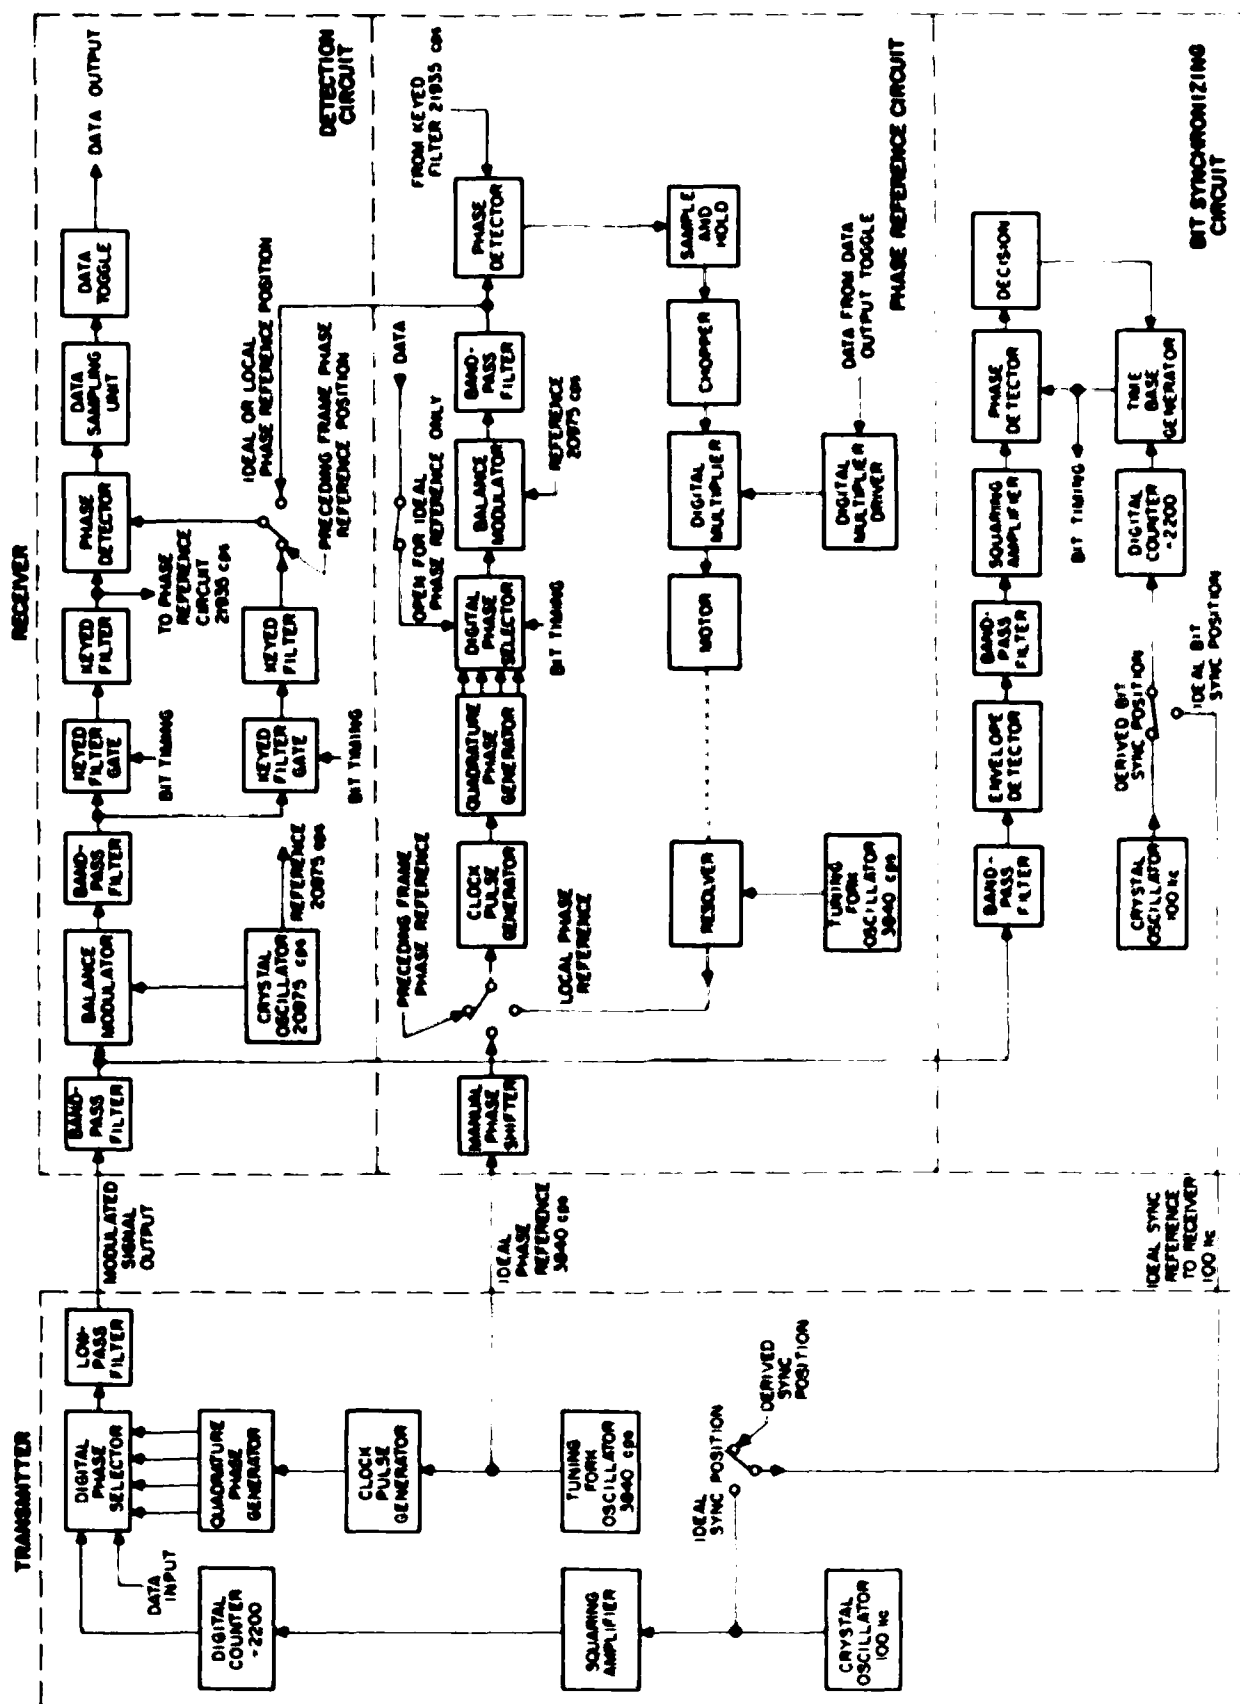 TRANSMITTER
DIGITAL
PHASE
SELECTOR
LOW-
PASS
FILTER
MODULATED
SIGNAL
OUTPUT
DATA
INPUT
QUADRATURE
PHASE
GENERATOR
DIGITAL
COUNTER
-2200
CLOCK
PULSE
GENERATOR
TUNING
FORK
OSCILLATOR
3840 cps
SQUARING
AMPLIFIER
IDEAL
SYNC POSITION
DERIVED
SYNC
POSITION
CRYSTAL
OSCILLATOR
100 kc
IDEAL
PHASE
REFERENCE
3840 cps
IDEAL SYNC
REFERENCE
TO RECEIVER
100 kc
RECEIVER
BAND-
PASS
FILTER
BALANCE
MODULATOR
BAND-
PASS
FILTER
KEYED
FILTER
GATE
KEYED
FILTER
PHASE
DETECTOR
DATA
SAMPLING
UNIT
DATA
TOGGLE
DATA OUTPUT
BIT TIMING
TO PHASE
REFERENCE
CIRCUIT
21935 cps
CRYSTAL
OSCILLATOR
20975 cps
REFERENCE
20975 cps
KEYED
FILTER
GATE
KEYED
FILTER
BIT TIMING
IDEAL OR LOCAL
PHASE REFERENCE POSITION
PRECEDING FRAME PHASE
REFERENCE POSITION
DETECTION
CIRCUIT
PRECEDING FRAME
PHASE REFERENCE
OPEN FOR IDEAL
PHASE REFERENCE ONLY
DATA
FROM KEYED
FILTER 21935 cps
MANUAL
PHASE
SHIFTER
CLOCK
PULSE
GENERATOR
QUADRATURE
PHASE
GENERATOR
DIGITAL
PHASE
SELECTOR
BALANCE
MODULATOR
BAND-
PASS
FILTER
PHASE
DETECTOR
BIT TIMING
REFERENCE
20975 cps
LOCAL PHASE
REFERENCE
RESOLVER
MOTOR
DIGITAL
MULTIPLIER
CHOPPER
SAMPLE
AND
HOLD
TUNING
FORK
OSCILLATOR
3840 cps
DIGITAL
MULTIPLIER
DRIVER
DATA FROM DATA
OUTPUT TOGGLE
PHASE REFERENCE CIRCUIT
BAND-
PASS
FILTER
ENVELOPE
DETECTOR
BAND-
PASS
FILTER
SQUARING
AMPLIFIER
PHASE
DETECTOR
DECISION
BIT TIMING
DERIVED BIT
SYNC POSITION
CRYSTAL
OSCILLATOR
100 kc
DIGITAL
COUNTER
-2200
TIME
BASE
GENERATOR
IDEAL BIT
SYNC POSITION
BIT SYNCHRONIZING
CIRCUIT